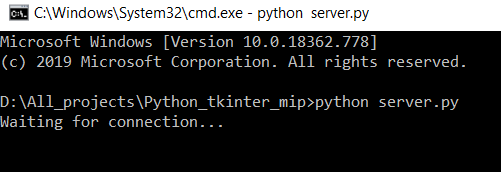 C:\Windows\System32\cmd.exe - python  server.py
Microsoft Windows [Version 10.0.18362.778]
(c) 2019 Microsoft Corporation. All rights reserved.
D:\All_projects\Python_tkinter_mip>python server.py
Waiting for connection...